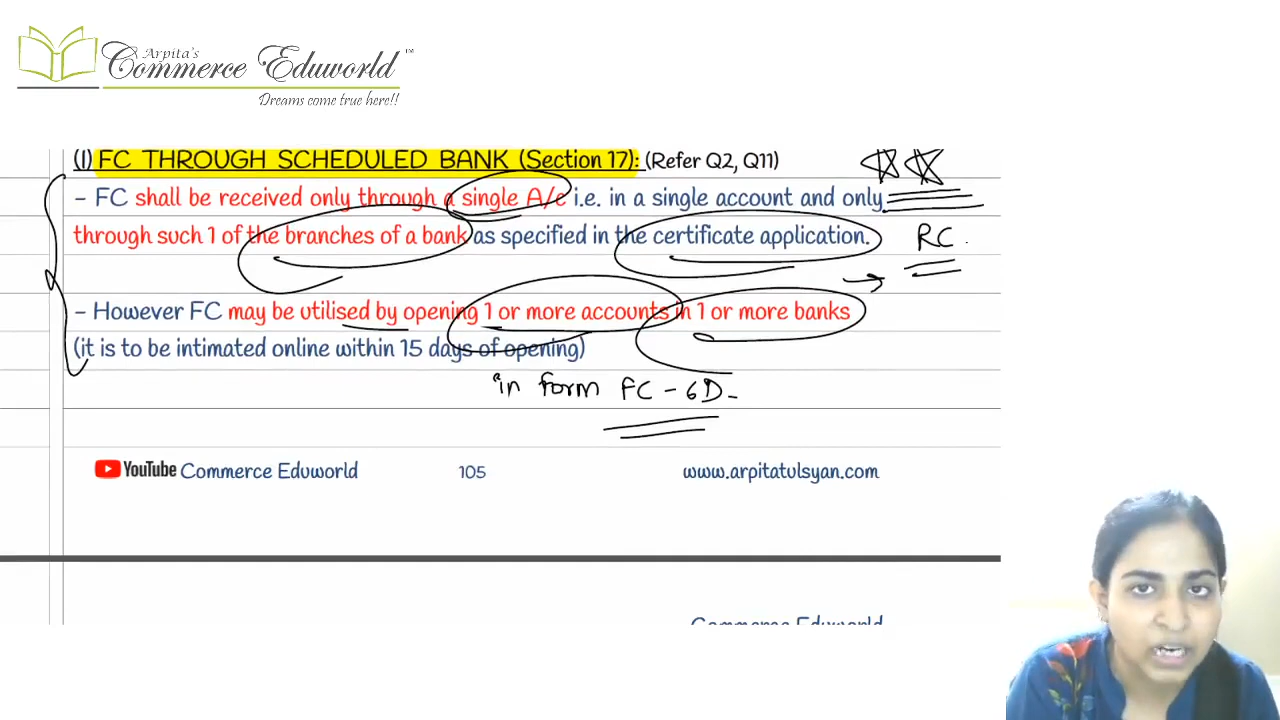 Arpita's
Commerce Eduworld™
Dreams come true here!!
(I) FC THROUGH SCHEDULED BANK (Section 17): (Refer Q2, Q11)
- FC shall be received only through a single A/c i.e. in a single account and only
through such 1 of the branches of a bank as specified in the certificate application.
RC.
- However FC may be utilised by opening 1 or more accounts in 1 or more banks
(it is to be intimated online within 15 days of opening)
in form FC-6D-
YouTube Commerce Eduworld 105 www.arpitatulsyan.com
Commerce Eduworld